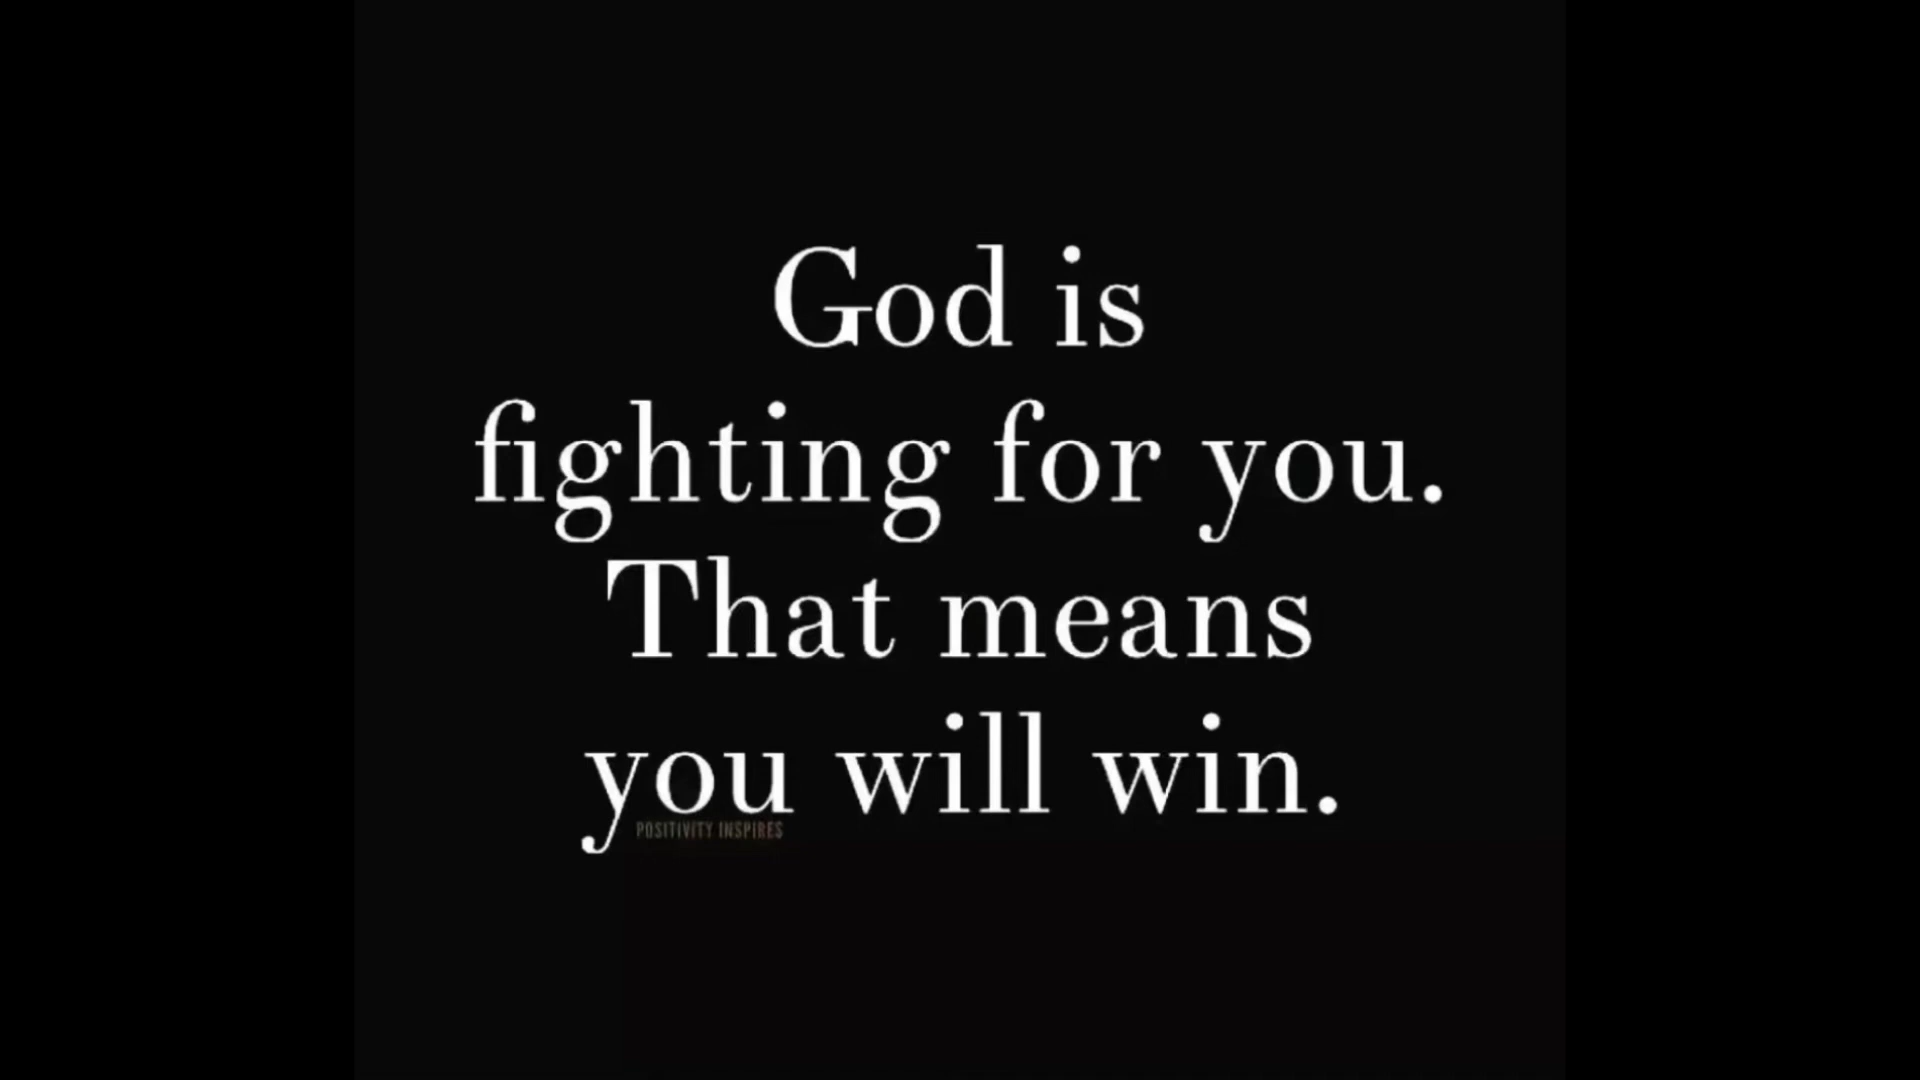 God is
fighting for you.
That means
you will win.
POSITIVITY INSPIRES